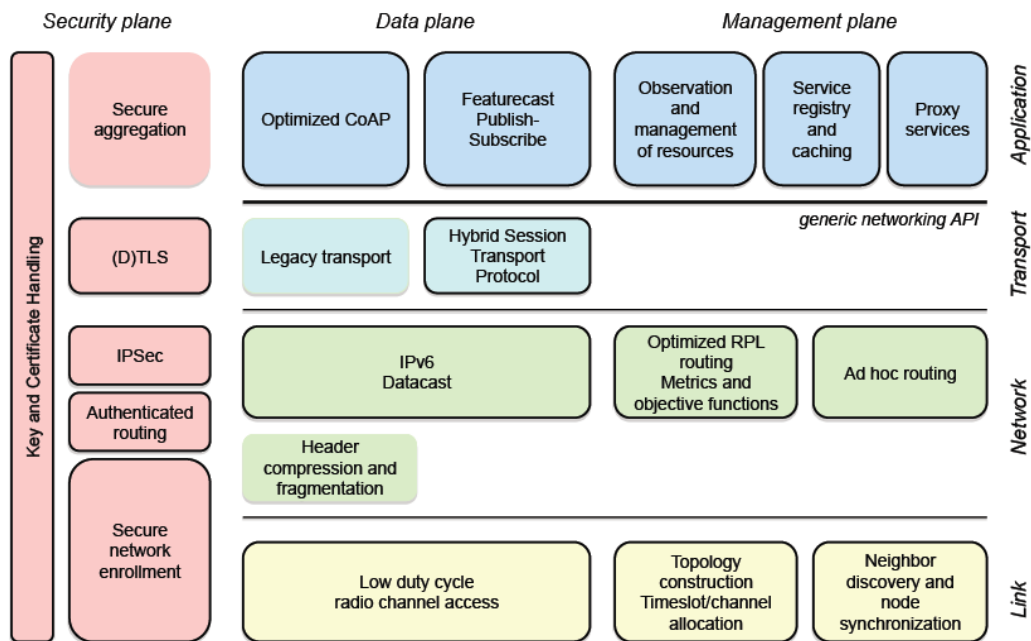 Security plane
Data plane
Management plane
Key and Certificate Handling
Secure
aggregation
Optimized CoAP
Featurecast
Publish-
Subscribe
Observation
and
management
of resources
Service
registry
and
caching
Proxy
services
Application
generic networking API
(D)TLS
Legacy transport
Hybrid Session
Transport
Protocol
Transport
IPSec
Authenticated
routing
IPv6
Datacast
Optimized RPL
routing
Metrics and
objective functions
Ad hoc routing
Header
compression and
fragmentation
Network
Secure
network
enrollment
Low duty cycle
radio channel access
Topology
construction
Timeslot/channel
allocation
Neighbor
discovery and
node
synchronization
Link